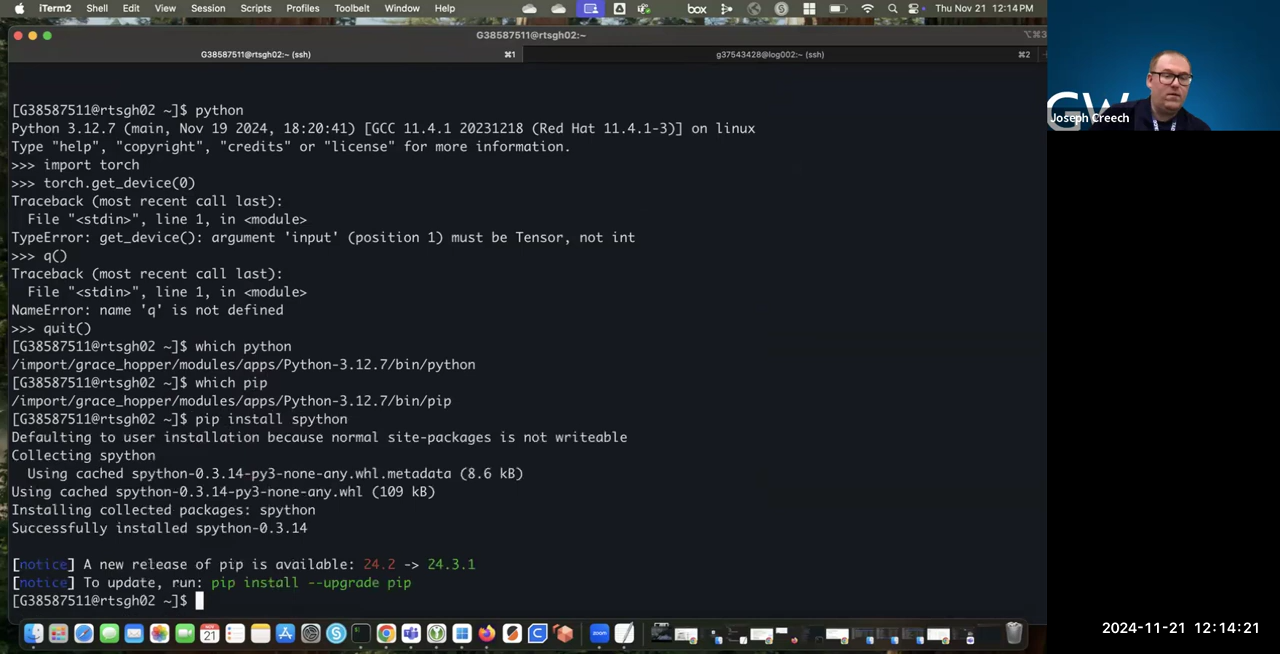 iTerm2 Shell Edit View Session Scripts Profiles Toolbelt Window Help box Thu Nov 21 12:14 PM
G38587511@rtsgh02:~
G38587511@rtsgh02:~ (ssh) ⌘1 g37543428@log002:~ (ssh) ⌘2
[G38587511@rtsgh02 ~]$ python
Python 3.12.7 (main, Nov 19 2024, 18:20:41) [GCC 11.4.1 20231218 (Red Hat 11.4.1-3)] on linux
Type "help", "copyright", "credits" or "license" for more information.
>>> import torch
>>> torch.get_device(0)
Traceback (most recent call last):
File "<stdin>", line 1, in <module>
TypeError: get_device(): argument 'input' (position 1) must be Tensor, not int
>>> q()
Traceback (most recent call last):
File "<stdin>", line 1, in <module>
NameError: name 'q' is not defined
>>> quit()
[G38587511@rtsgh02 ~]$ which python
/import/grace_hopper/modules/apps/Python-3.12.7/bin/python
[G38587511@rtsgh02 ~]$ which pip
/import/grace_hopper/modules/apps/Python-3.12.7/bin/pip
[G38587511@rtsgh02 ~]$ pip install spython
Defaulting to user installation because normal site-packages is not writeable
Collecting spython
Using cached spython-0.3.14-py3-none-any.whl.metadata (8.6 kB)
Using cached spython-0.3.14-py3-none-any.whl (109 kB)
Installing collected packages: spython
Successfully installed spython-0.3.14
[notice] A new release of pip is available: 24.2 -> 24.3.1
[notice] To update, run: pip install --upgrade pip
[G38587511@rtsgh02 ~]$
GW
Joseph Creech
NOV
21
zoom
2024-11-21 12:14:21